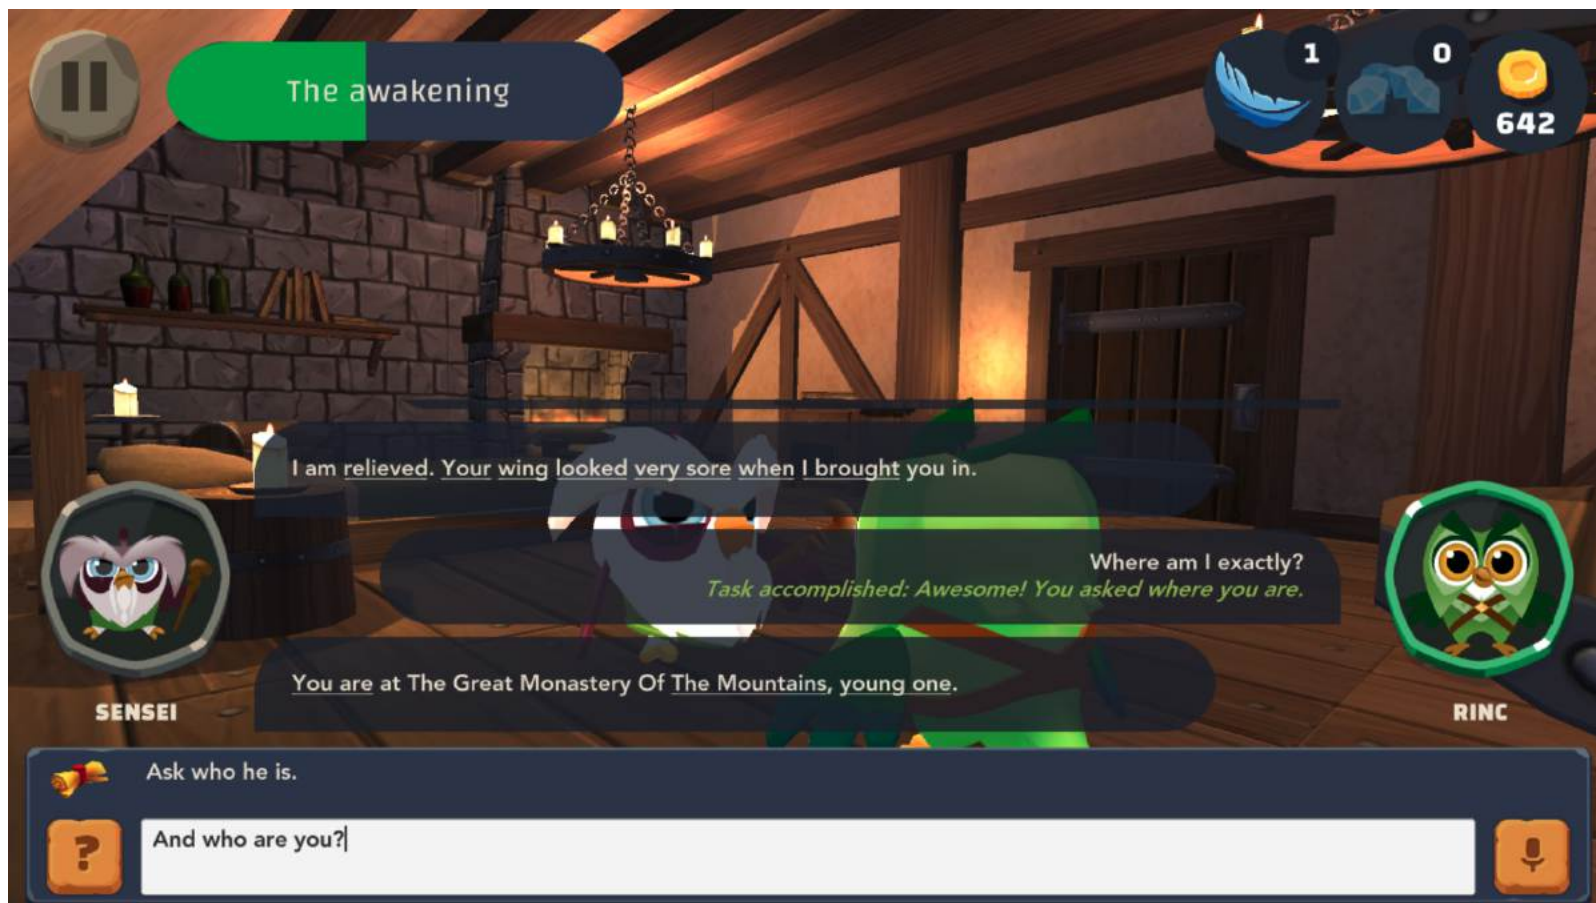 The awakening
1
0
642
I am relieved. Your wing looked very sore when I brought you in.
Where am I exactly?
Task accomplished: Awesome! You asked where you are.
You are at The Great Monastery Of The Mountains, young one.
SENSEI
RINC
Ask who he is.
?
And who are you?